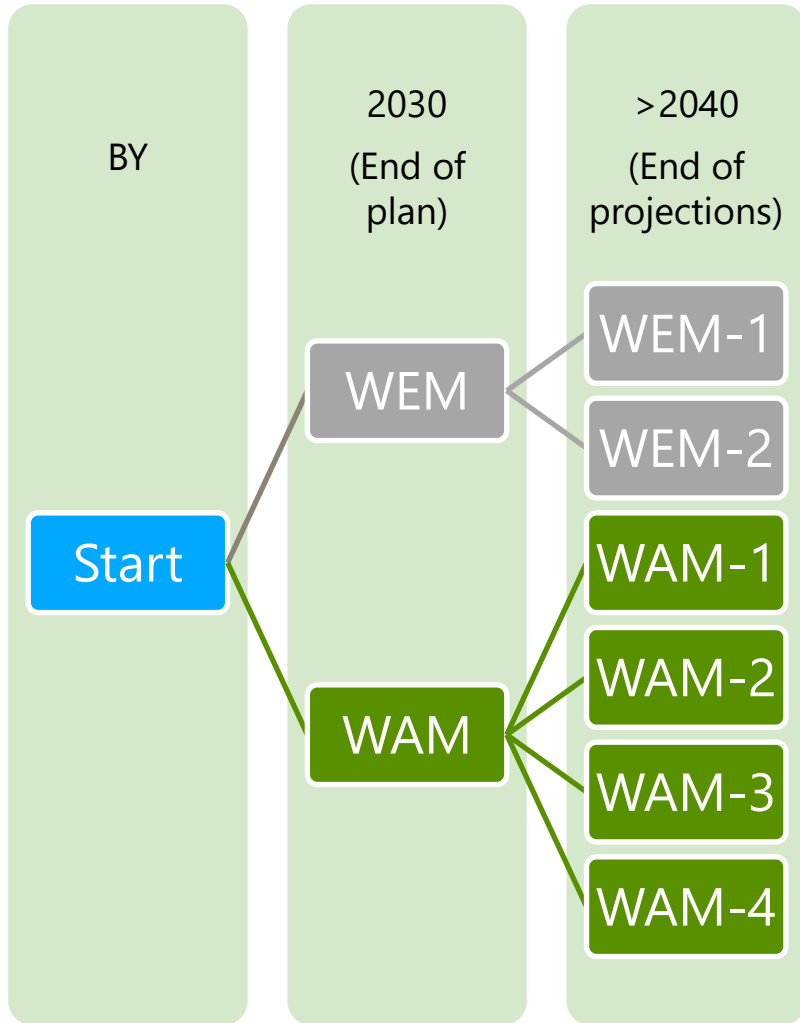 BY
2030
(End of
plan)
>2040
(End of
projections)
Start
WEM
WAM
WEM-1
WEM-2
WAM-1
WAM-2
WAM-3
WAM-4